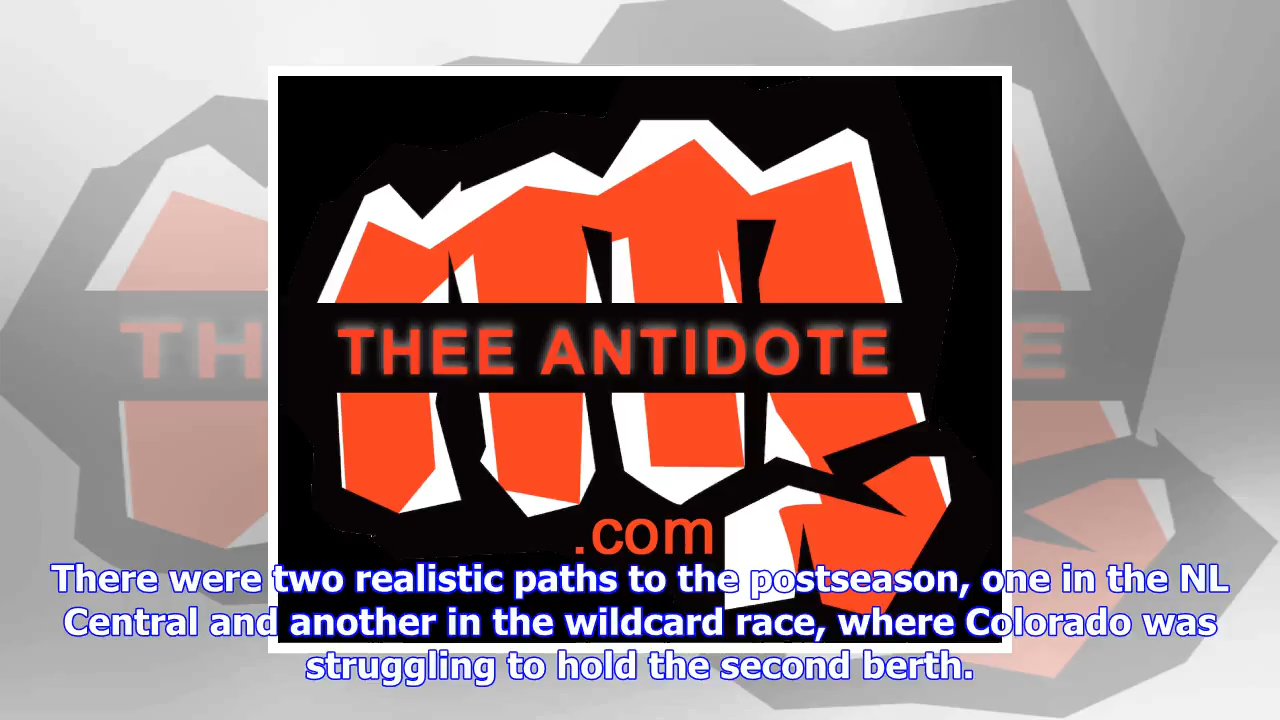 THEE ANTIDOTE
.com
There were two realistic paths to the postseason, one in the NL
Central and another in the wildcard race, where Colorado was
struggling to hold the second berth.